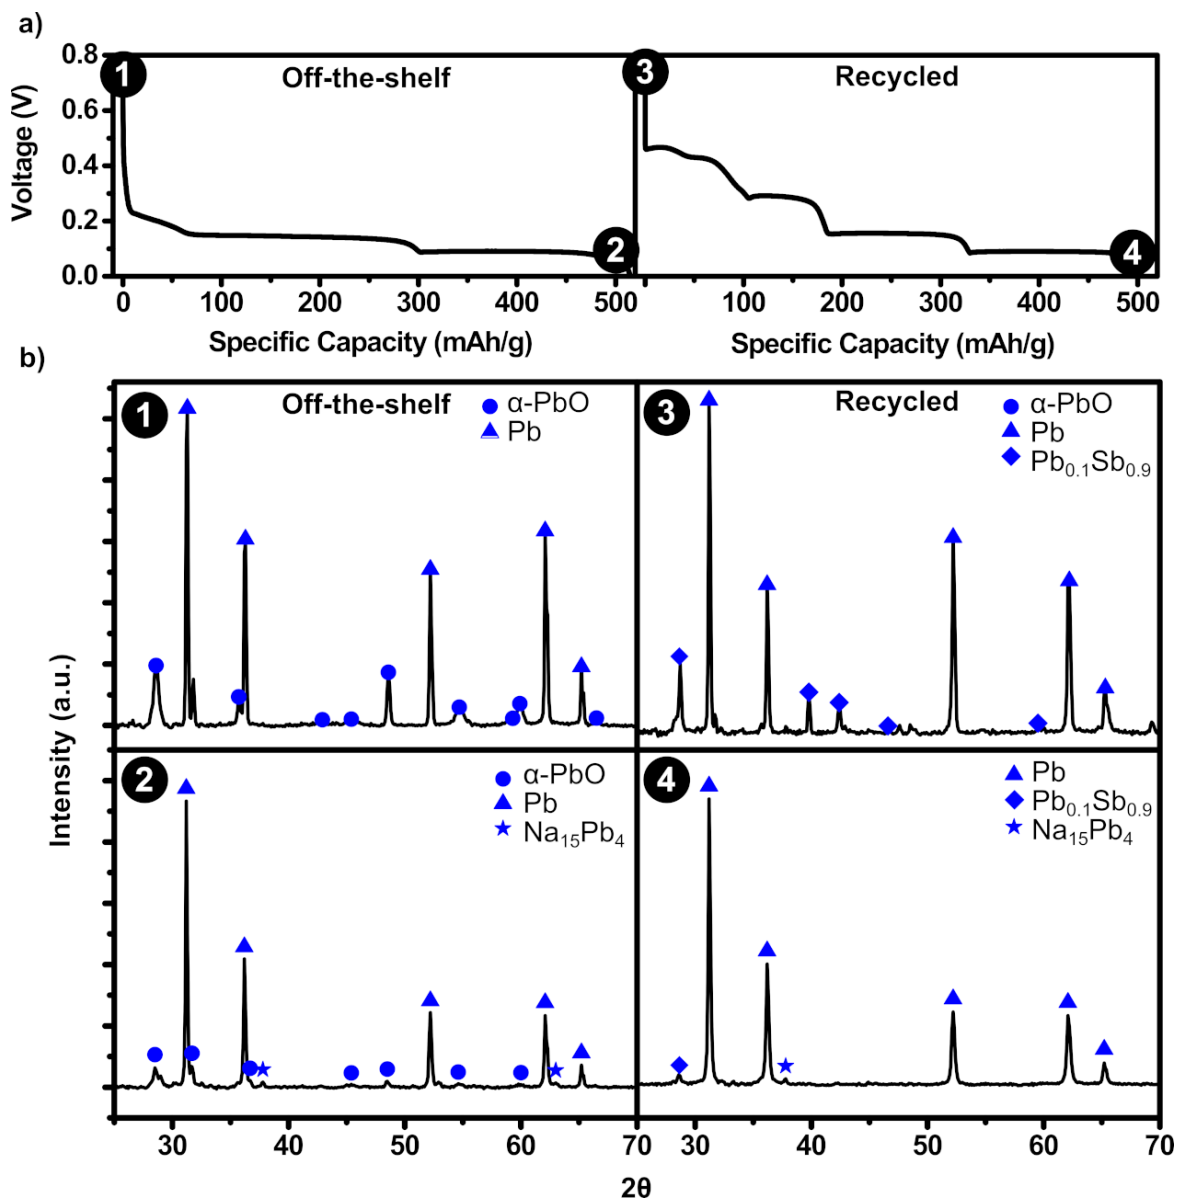 a)
0.8
0.6
0.4
0.2
0.0
Voltage (V)
1
Off-the-shelf
2
3
Recycled
4
0 100 200 300 400 500
0 100 200 300 400 500
Specific Capacity (mAh/g)
Specific Capacity (mAh/g)
b)
Intensity (a.u.)
1
Off-the-shelf
α-PbO
Pb
3
Recycled
α-PbO
Pb
Pb₀.₁Sb₀.₉
2
α-PbO
Pb
Na₁₅Pb₄
4
Pb
Pb₀.₁Sb₀.₉
Na₁₅Pb₄
30 40 50 60 70
30 40 50 60 70
2θ